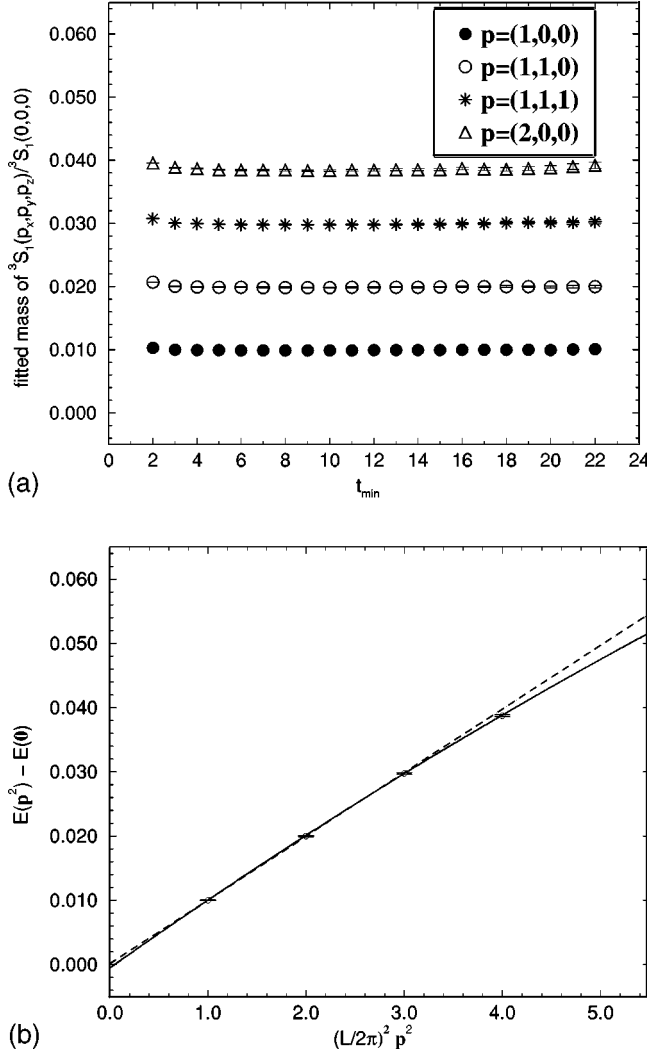 0.060
0.050
0.040
0.030
0.020
0.010
0.000
fitted mass of ³S₁(pₓ,p_y,p_z)/³S₁(0,0,0)
p=(1,0,0)
p=(1,1,0)
p=(1,1,1)
p=(2,0,0)
0 2 4 6 8 10 12 14 16 18 20 22 24
t_min
(a)
0.060
0.050
0.040
0.030
0.020
0.010
0.000
E(p²) − E(0)
0.0 1.0 2.0 3.0 4.0 5.0
(L/2π)² p²
(b)